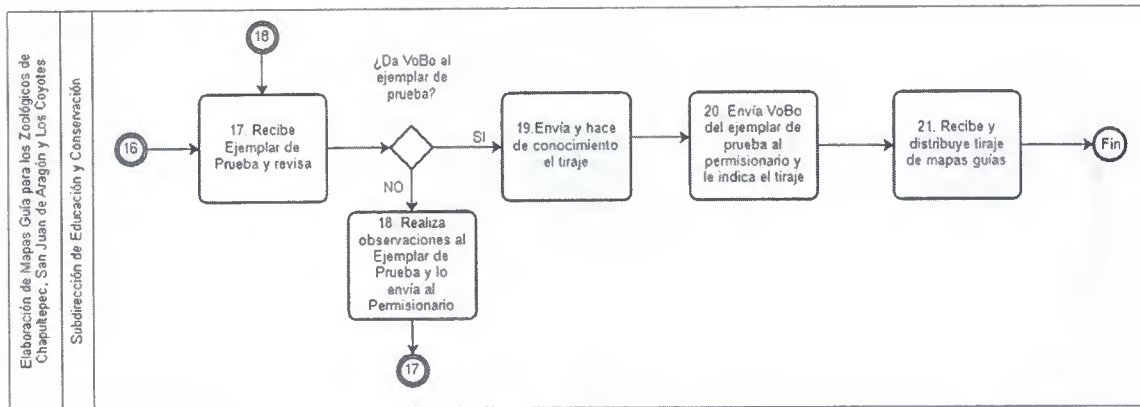 Elaboración de Mapas Guía para los Zoológicos de
Chapultepec, San Juan de Aragón y Los Coyotes
Subdirección de Educación y Conservación
18
16
17. Recibe
Ejemplar de
Prueba y revisa
¿Da VoBo al
ejemplar de
prueba?
SI
NO
18 Realiza
observaciones al
Ejemplar de
Prueba y lo
envía al
Permisionario
17
19.Envía y hace
de conocimiento
el tiraje
20 Envía VoBo
del ejemplar de
prueba al
permisionario y
le indica el tiraje
21. Recibe y
distribuye tiraje
de mapas guías
Fin